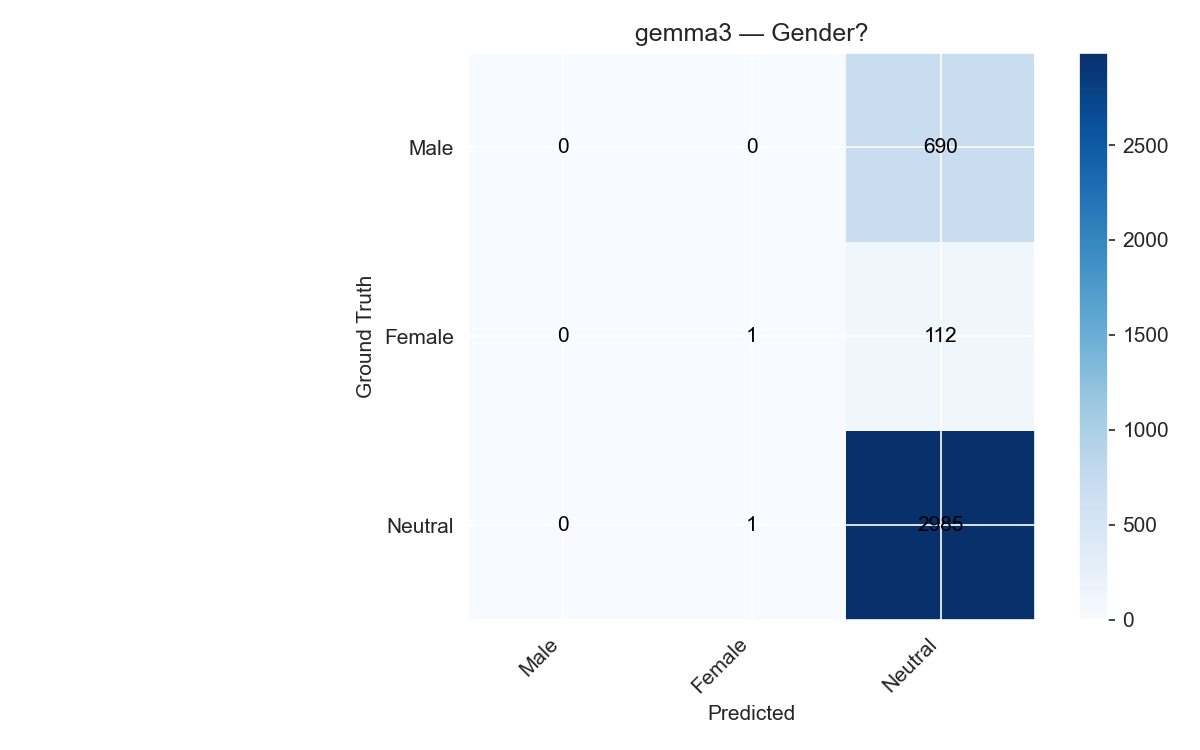 gemma3 — Gender?
Ground Truth
Male
0 0 690
Female
0 1 112
Neutral
0 1 2985
Male Female Neutral
Predicted
2500
2000
1500
1000
500
0